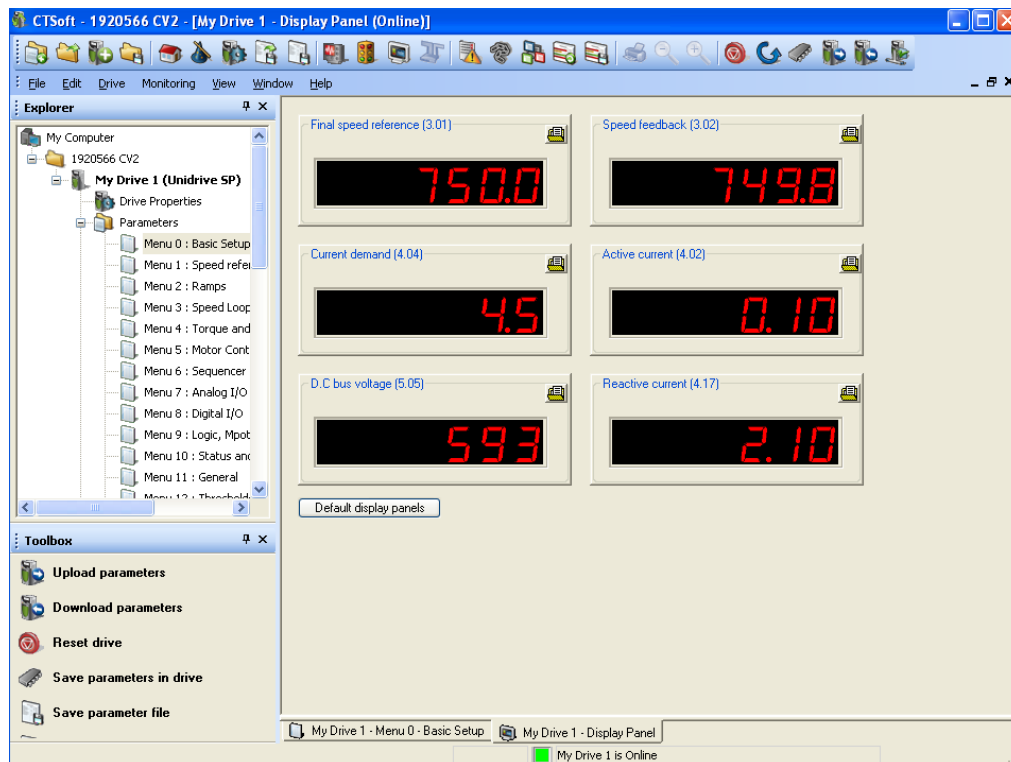 CTSoft - 1920566 CV2 - [My Drive 1 - Display Panel (Online)]
File Edit Drive Monitoring View Window Help
Explorer
My Computer
1920566 CV2
My Drive 1 (Unidrive SP)
Drive Properties
Parameters
Menu 0 : Basic Setup
Menu 1 : Speed refe
Menu 2 : Ramps
Menu 3 : Speed Loop
Menu 4 : Torque and
Menu 5 : Motor Cont
Menu 6 : Sequencer
Menu 7 : Analog I/O
Menu 8 : Digital I/O
Menu 9 : Logic, Mpot
Menu 10 : Status and
Menu 11 : General
Menu 12 : Threshold
Toolbox
Upload parameters
Download parameters
Reset drive
Save parameters in drive
Save parameter file
Final speed reference (3.01)
750.0
Speed feedback (3.02)
749.8
Current demand (4.04)
4.5
Active current (4.02)
0.10
D.C bus voltage (5.05)
593
Reactive current (4.17)
2.10
Default display panels
My Drive 1 - Menu 0 - Basic Setup
My Drive 1 - Display Panel
My Drive 1 is Online